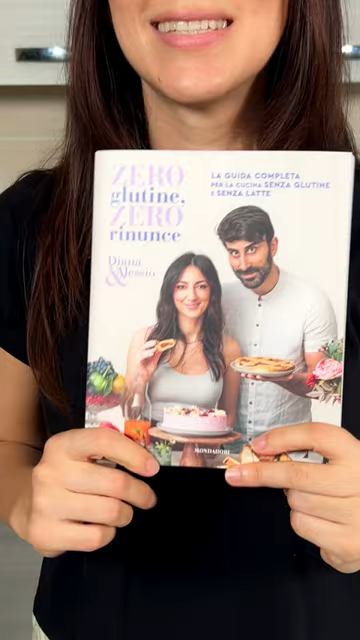 ZERO
glutine,
ZERO
rinunce
Diana
& Alessio
LA GUIDA COMPLETA
PER LA CUCINA SENZA GLUTINE
E SENZA LATTE
MONDADORI